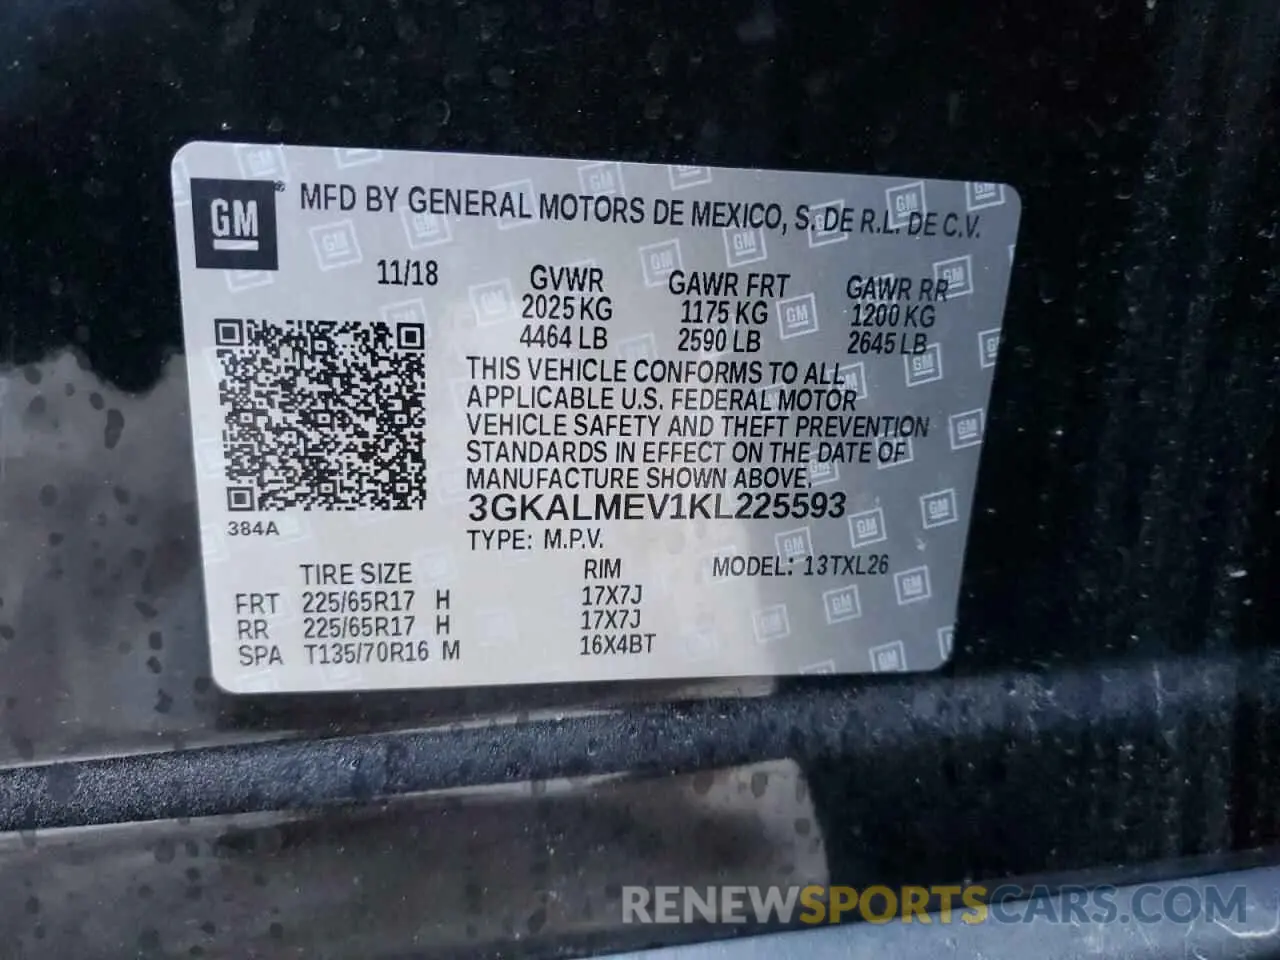 GM® MFD BY GENERAL MOTORS DE MEXICO, S. DE R.L. DE C.V.
11/18 GVWR GAWR FRT GAWR RR
2025 KG 1175 KG 1200 KG
4464 LB 2590 LB 2645 LB
THIS VEHICLE CONFORMS TO ALL
APPLICABLE U.S. FEDERAL MOTOR
VEHICLE SAFETY AND THEFT PREVENTION
STANDARDS IN EFFECT ON THE DATE OF
MANUFACTURE SHOWN ABOVE.
3GKALMEV1KL225593
384A
TYPE: M.P.V.
TIRE SIZE RIM MODEL: 13TXL26
FRT 225/65R17 H 17X7J
RR 225/65R17 H 17X7J
SPA T135/70R16 M 16X4BT
RENEWSPORTSCARS.COM